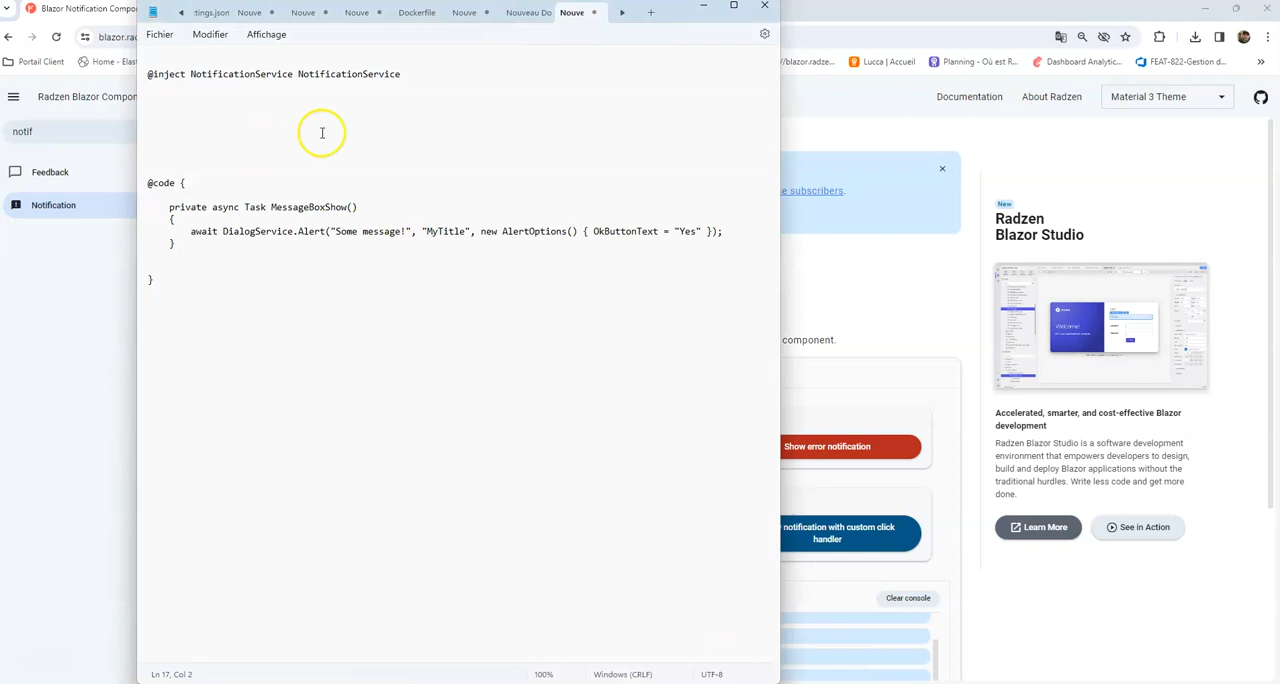 Blazor Notification Compo
tings.json
Nouve
Nouve
Nouve
Dockerfile
Nouve
Nouveau Do
Nouve
Fichier
Modifier
Affichage
blazor.rad
Portail Client
Home - Elast
//blazor.radze...
Lucca | Accueil
Planning - Où est R...
Dashboard Analytic...
FEAT-822-Gestion d...
Radzen Blazor Compon
Documentation
About Radzen
Material 3 Theme
notif
Feedback
Notification
@inject NotificationService NotificationService
@code {
private async Task MessageBoxShow()
{
await DialogService.Alert("Some message!", "MyTitle", new AlertOptions() { OkButtonText = "Yes" });
}
}
e subscribers.
component.
Show error notification
notification with custom click
handler
Clear console
New
Radzen
Blazor Studio
Accelerated, smarter, and cost-effective Blazor
development
Radzen Blazor Studio is a software development
environment that empowers developers to design,
build and deploy Blazor applications without the
traditional hurdles. Write less code and get more
done.
Learn More
See in Action
Ln 17, Col 2
100%
Windows (CRLF)
UTF-8